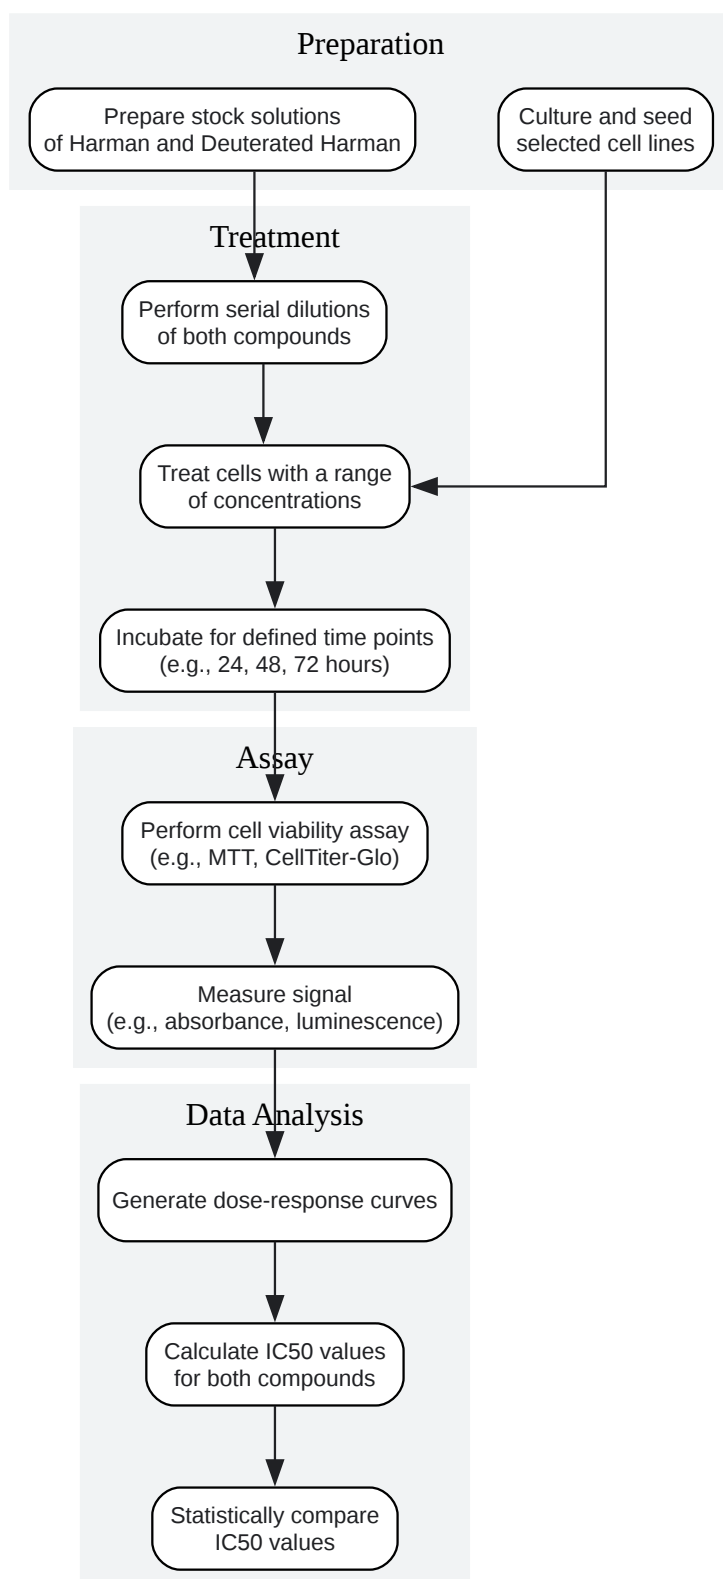 Preparation
Prepare stock solutions
of Harman and Deuterated Harman
Culture and seed
selected cell lines
Treatment
Perform serial dilutions
of both compounds
Treat cells with a range
of concentrations
Incubate for defined time points
(e.g., 24, 48, 72 hours)
Assay
Perform cell viability assay
(e.g., MTT, CellTiter-Glo)
Measure signal
(e.g., absorbance, luminescence)
Data Analysis
Generate dose-response curves
Calculate IC50 values
for both compounds
Statistically compare
IC50 values